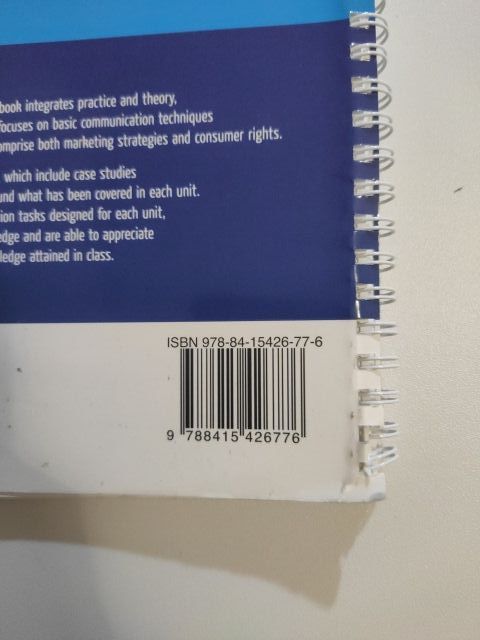 book integrates practice and theory,
focuses on basic communication techniques
omprise both marketing strategies and consumer rights.
which include case studies
und what has been covered in each unit.
ion tasks designed for each unit,
edge and are able to appreciate
ledge attained in class.
ISBN 978-84-15426-77-6
9 788415 426776